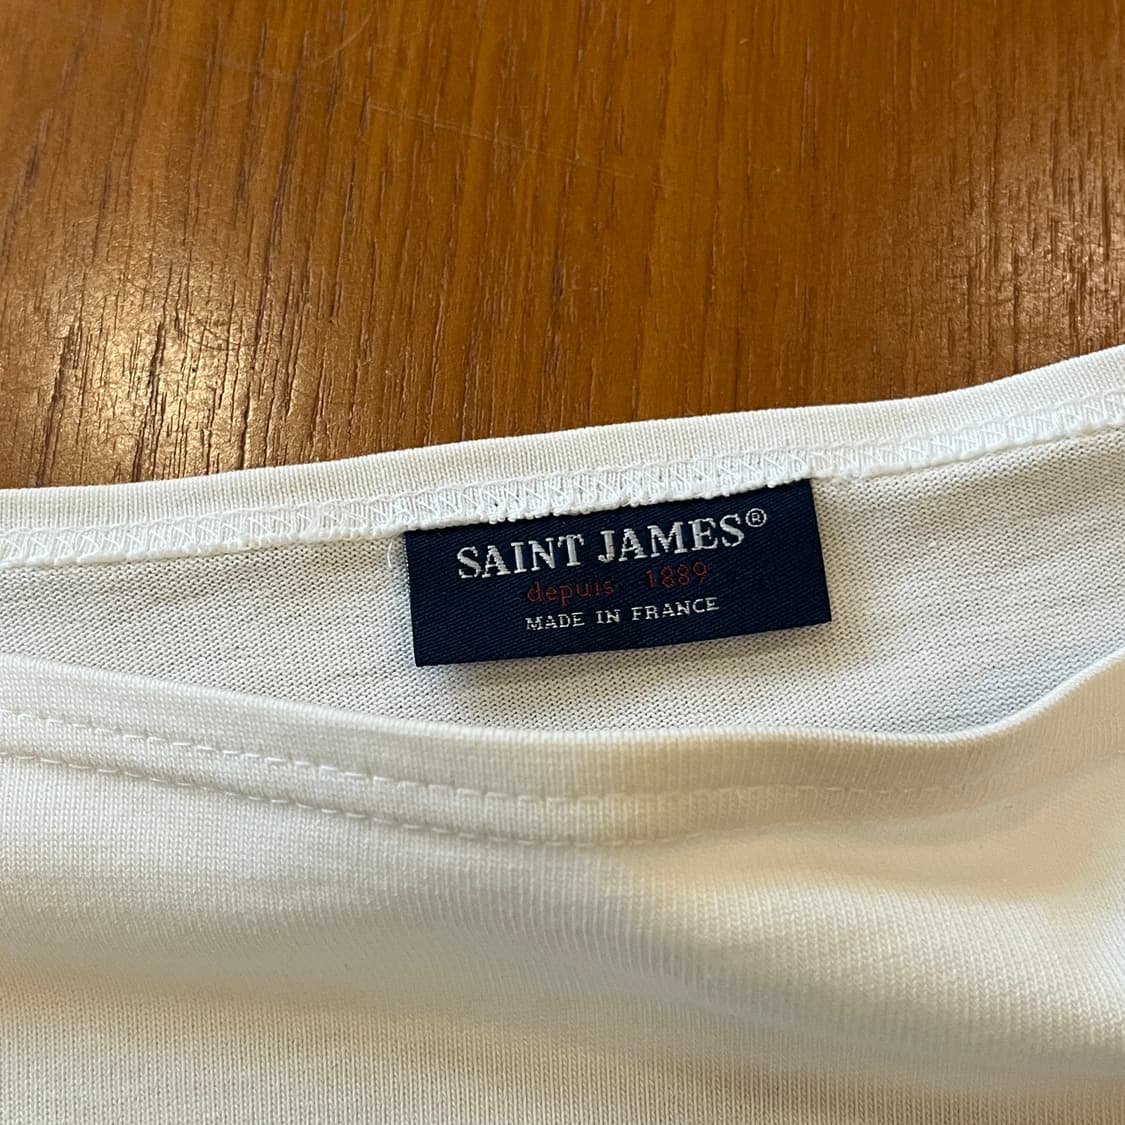 SAINT JAMES®
depuis 1889
MADE IN FRANCE